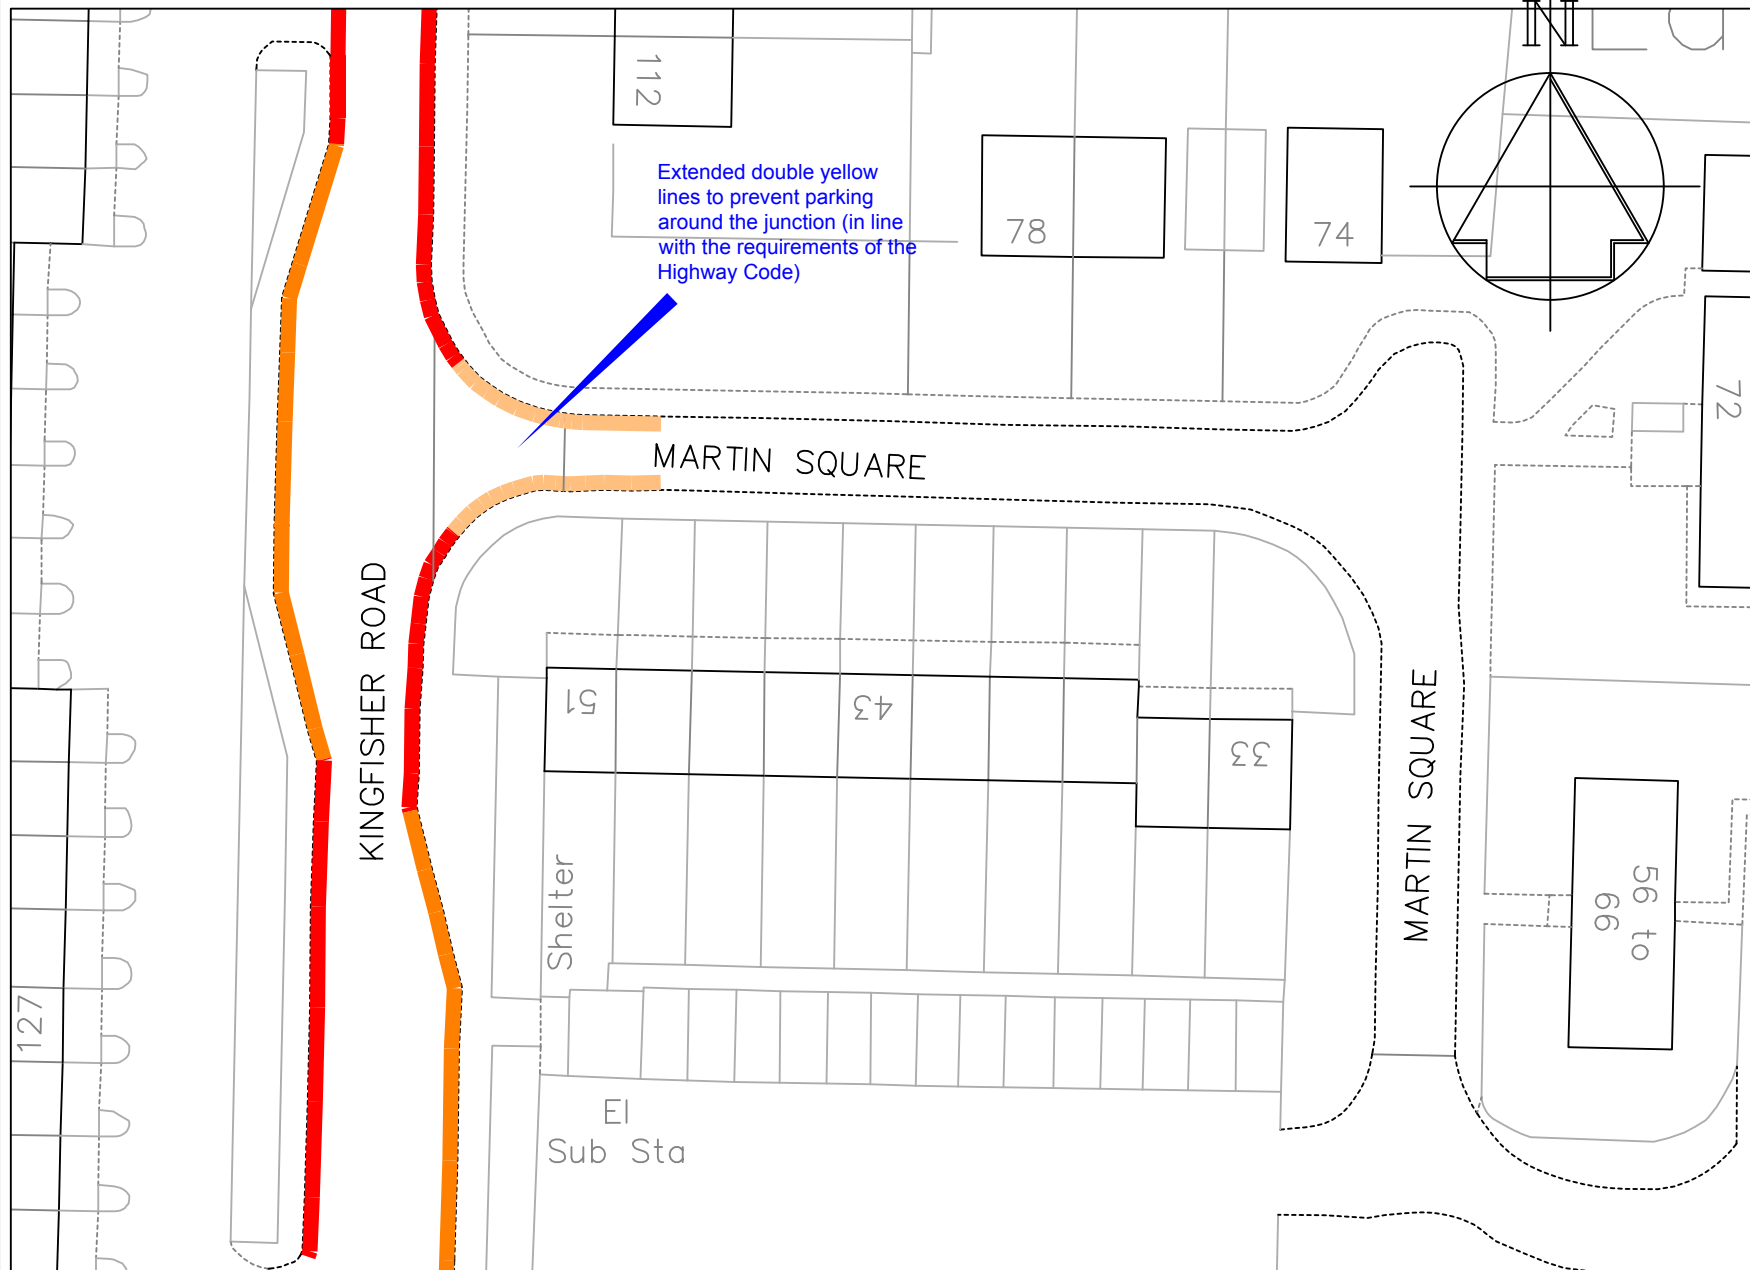 N
112
Extended double yellow
lines to prevent parking
around the junction (in line
with the requirements of the
Highway Code)
78
74
72
MARTIN SQUARE
KINGFISHER ROAD
51
43
33
MARTIN SQUARE
Shelter
56 to
66
127
El
Sub Sta